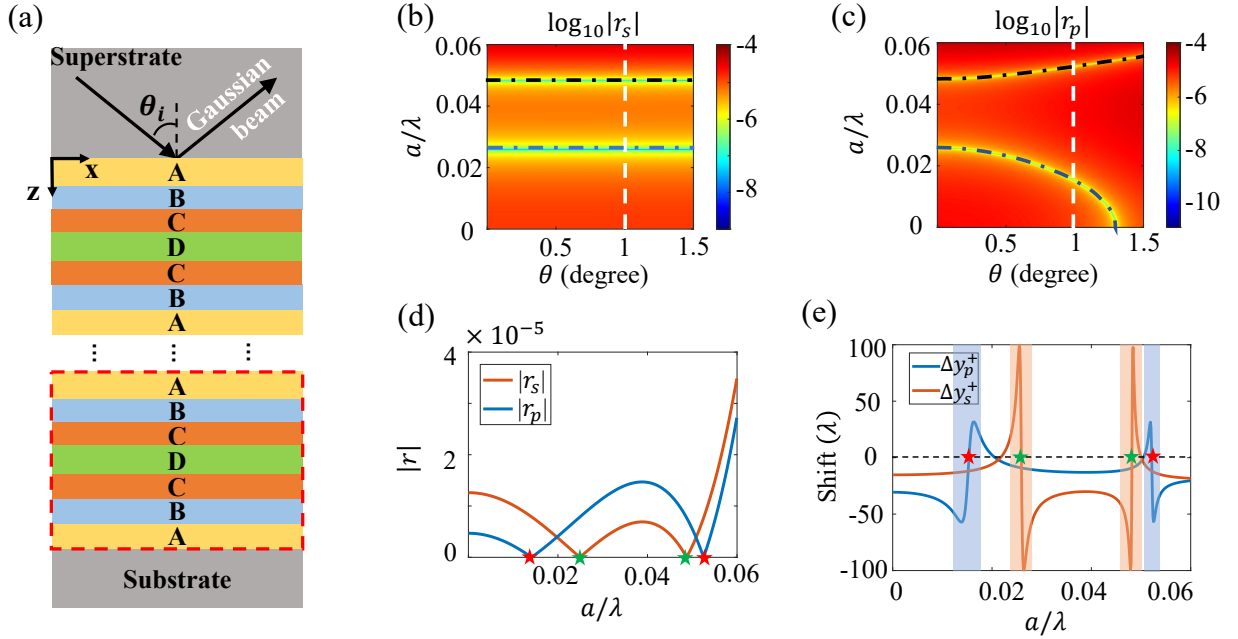 (a)
Superstrate
θᵢ
Gaussian
beam
x
z
A
B
C
D
C
B
A
⋮ ⋮ ⋮
A
B
C
D
C
B
A
Substrate
(b)
log₁₀|rₛ|
a/λ
0.06
0.04
0.02
0
0.5
1
1.5
θ (degree)
-4
-6
-8
(c)
log₁₀|rₚ|
a/λ
0.06
0.04
0.02
0
0.5
1
1.5
θ (degree)
-4
-6
-8
-10
(d)
× 10⁻⁵
|r|
4
2
0
|rₛ|
|rₚ|
0.02
0.04
0.06
a/λ
(e)
Shift (λ)
100
50
0
-50
-100
Δyₚ⁺
Δyₛ⁺
0
0.02
0.04
0.06
a/λ